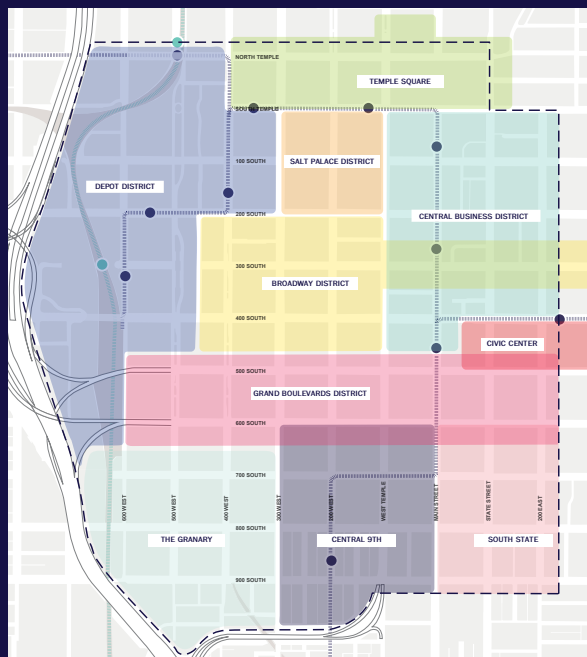 NORTH TEMPLE
TEMPLE SQUARE
SOUTH TEMPLE
100 SOUTH
SALT PALACE DISTRICT
DEPOT DISTRICT
200 SOUTH
CENTRAL BUSINESS DISTRICT
300 SOUTH
BROADWAY DISTRICT
400 SOUTH
CIVIC CENTER
500 SOUTH
GRAND BOULEVARDS DISTRICT
600 SOUTH
700 SOUTH
600 WEST
500 WEST
400 WEST
300 WEST
200 WEST
WEST TEMPLE
MAIN STREET
STATE STREET
200 EAST
800 SOUTH
THE GRANARY
CENTRAL 9TH
SOUTH STATE
900 SOUTH